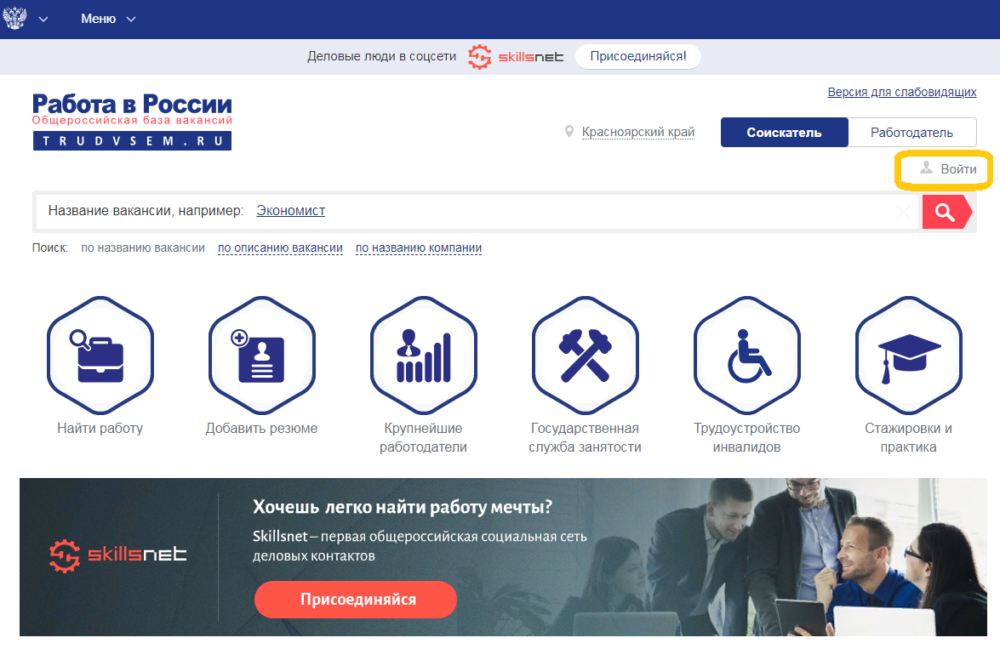 Меню
Деловые люди в соцсети skillsnet Присоединяйся!
Версия для слабовидящих
Работа в России
Общероссийская база вакансий
TRUDVSEM.RU
Красноярский край Соискатель Работодатель
Войти
Название вакансии, например: Экономист
Поиск: по названию вакансии по описанию вакансии по названию компании
Найти работу
Добавить резюме
Крупнейшие
работодатели
Государственная
служба занятости
Трудоустройство
инвалидов
Стажировки и
практика
skillsnet
Хочешь легко найти работу мечты?
Skillsnet – первая общероссийская социальная сеть
деловых контактов
Присоединяйся